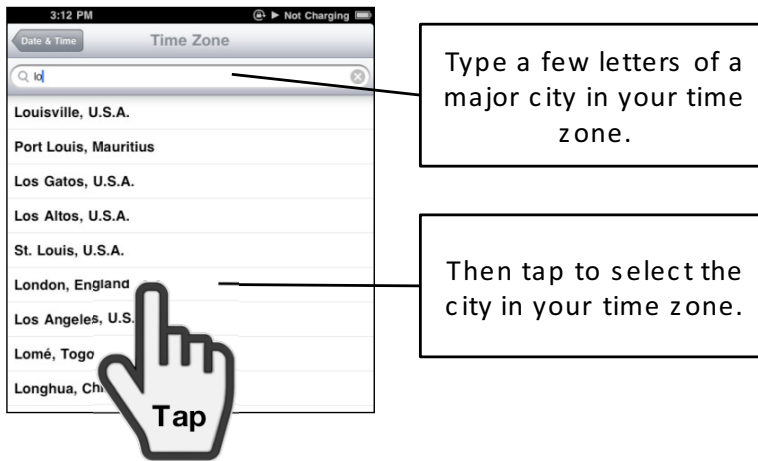 3:12 PM Not Charging
Date & Time Time Zone
lo
Louisville, U.S.A.
Port Louis, Mauritius
Los Gatos, U.S.A.
Los Altos, U.S.A.
St. Louis, U.S.A.
London, England
Los Angeles, U.S.
Lomé, Togo
Longhua, Ch
Tap
Type a few letters of a
major city in your time
zone.
Then tap to select the
city in your time zone.